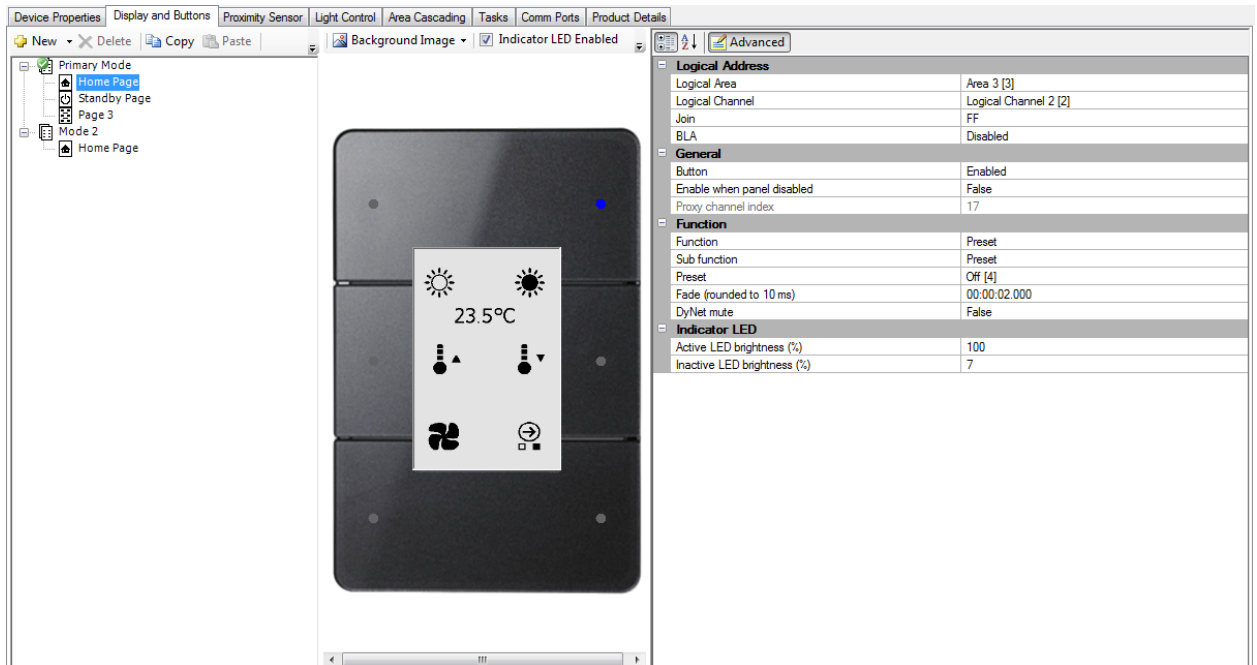 Device Properties Display and Buttons Proximity Sensor Light Control Area Cascading Tasks Comm Ports Product Details
New Delete Copy Paste
Primary Mode
Home Page
Standby Page
Page 3
Mode 2
Home Page
Background Image Indicator LED Enabled
23.5°C
Advanced
Logical Address
Logical Area Area 3 [3]
Logical Channel Logical Channel 2 [2]
Join FF
BLA Disabled
General
Button Enabled
Enable when panel disabled False
Proxy channel index 17
Function
Function Preset
Sub function Preset
Preset Off [4]
Fade (rounded to 10 ms) 00:00:02.000
DyNet mute False
Indicator LED
Active LED brightness (%) 100
Inactive LED brightness (%) 7